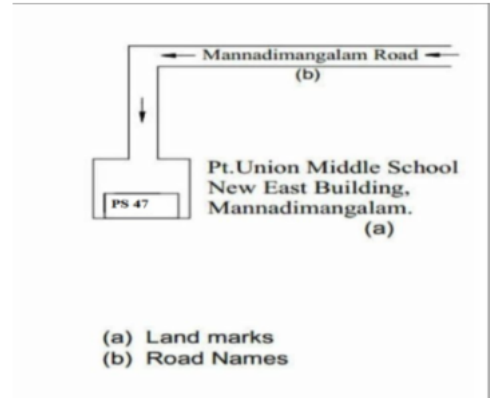 Mannadimangalam Road
(b)
Pt.Union Middle School
New East Building,
PS 47
Mannadimangalam.
(a)
(a) Land marks
(b) Road Names